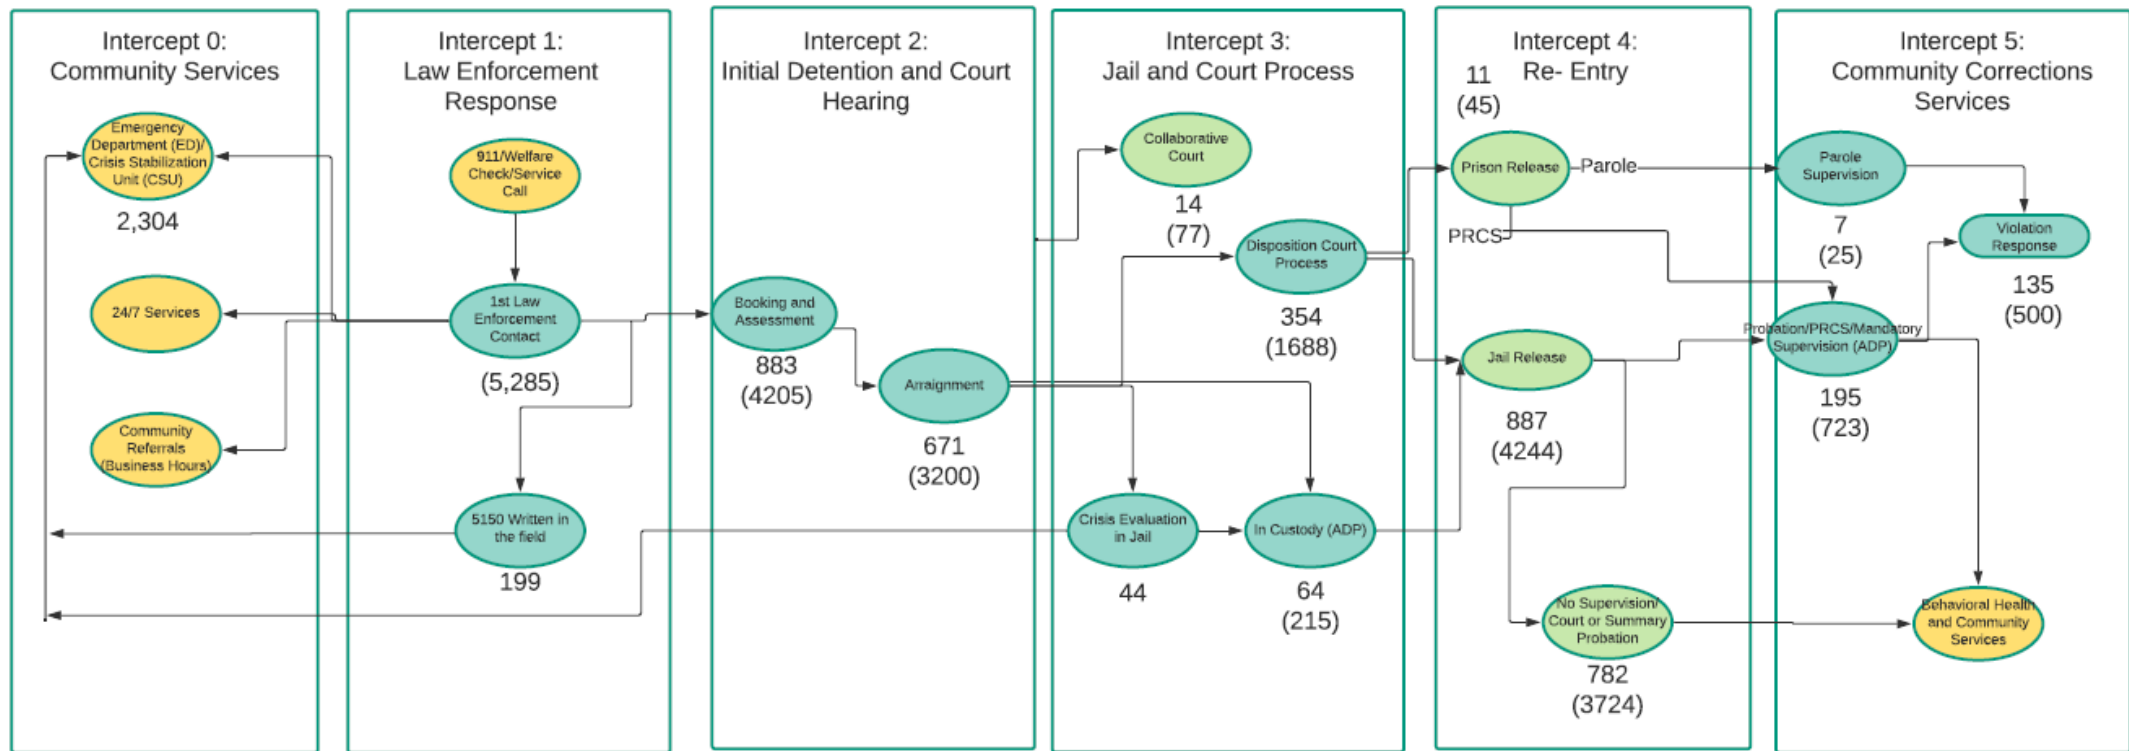 Intercept 0:
Community Services
Emergency
Department (ED)/
Crisis Stabilization
Unit (CSU)
2,304
24/7 Services
Community
Referrals
(Business Hours)
Intercept 1:
Law Enforcement
Response
911/Welfare
Check/Service
Call
1st Law
Enforcement
Contact
(5,285)
5150 Written in
the field
199
Intercept 2:
Initial Detention and Court
Hearing
Booking and
Assessment
883
(4205)
Arraignment
671
(3200)
Intercept 3:
Jail and Court Process
Collaborative
Court
14
(77)
Disposition Court
Process
354
(1688)
Crisis Evaluation
in Jail
44
In Custody (ADP)
64
(215)
Intercept 4:
Re- Entry
11
(45)
Prison Release
Parole
PRCS
Jail Release
887
(4244)
No Supervision/
Court or Summary
Probation
782
(3724)
Intercept 5:
Community Corrections
Services
Parole
Supervision
7
(25)
Violation
Response
135
(500)
Probation/PRCS/Mandatory
Supervision (ADP)
195
(723)
Behavioral Health
and Community
Services